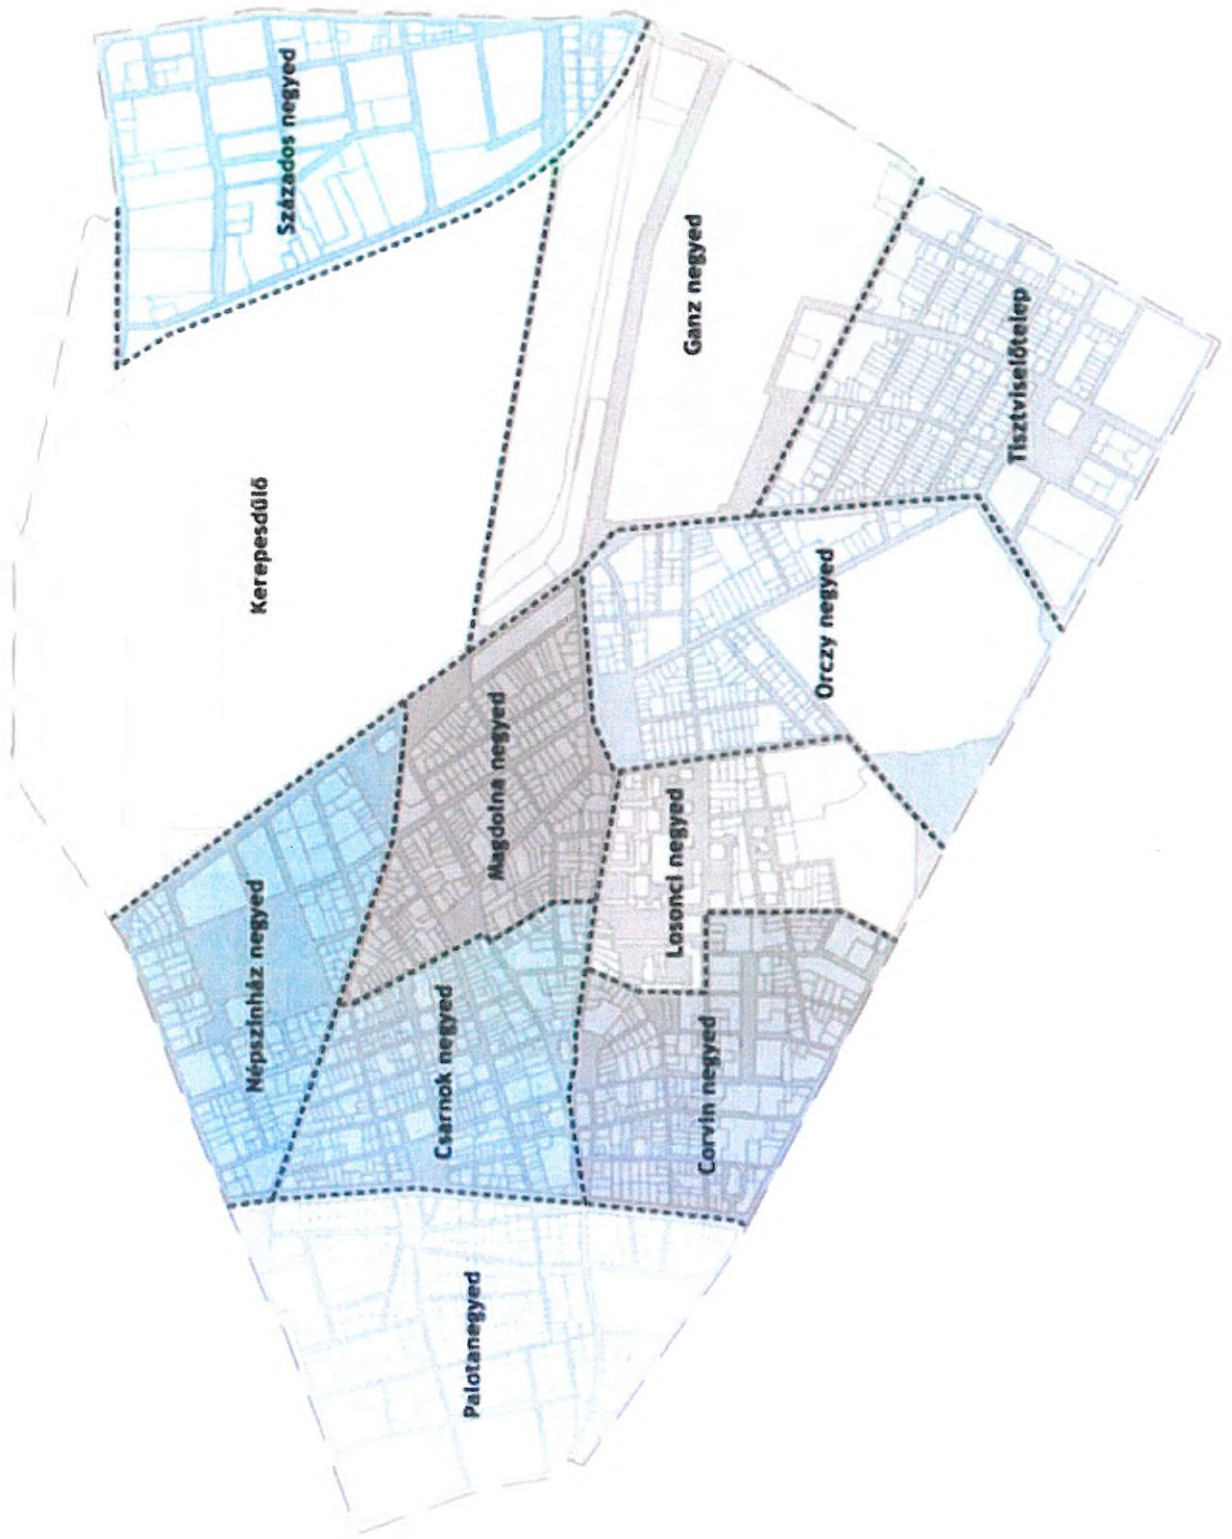 Népszínház negyed
Kerepesdűlő
Százados negyed
Palotanegyed
Csarnok negyed
Magdolna negyed
Corvin negyed
Losonci negyed
Ganz negyed
Orczy negyed
Tisztviselőtelep